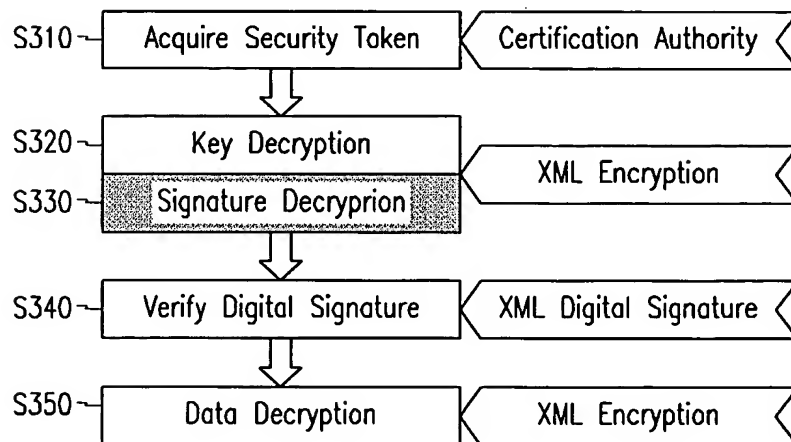 S310 Acquire Security Token Certification Authority
S320 Key Decryption
XML Encryption
S330 Signature Decryprion
S340 Verify Digital Signature XML Digital Signature
S350 Data Decryption XML Encryption